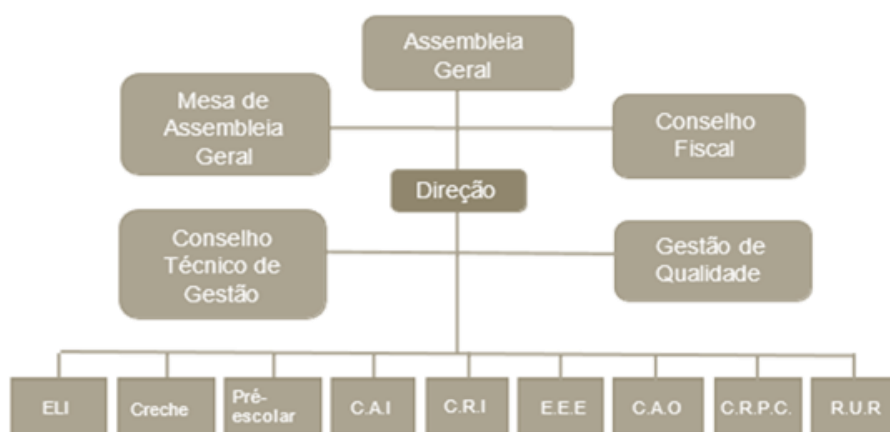 Assembleia
Geral
Mesa de
Assembleia
Geral
Conselho
Fiscal
Direção
Conselho
Técnico de
Gestão
Gestão de
Qualidade
ELI
Creche
Pré-
escolar
C.A.I
C.R.I
E.E.E
C.A.O
C.R.P.C.
R.U.R